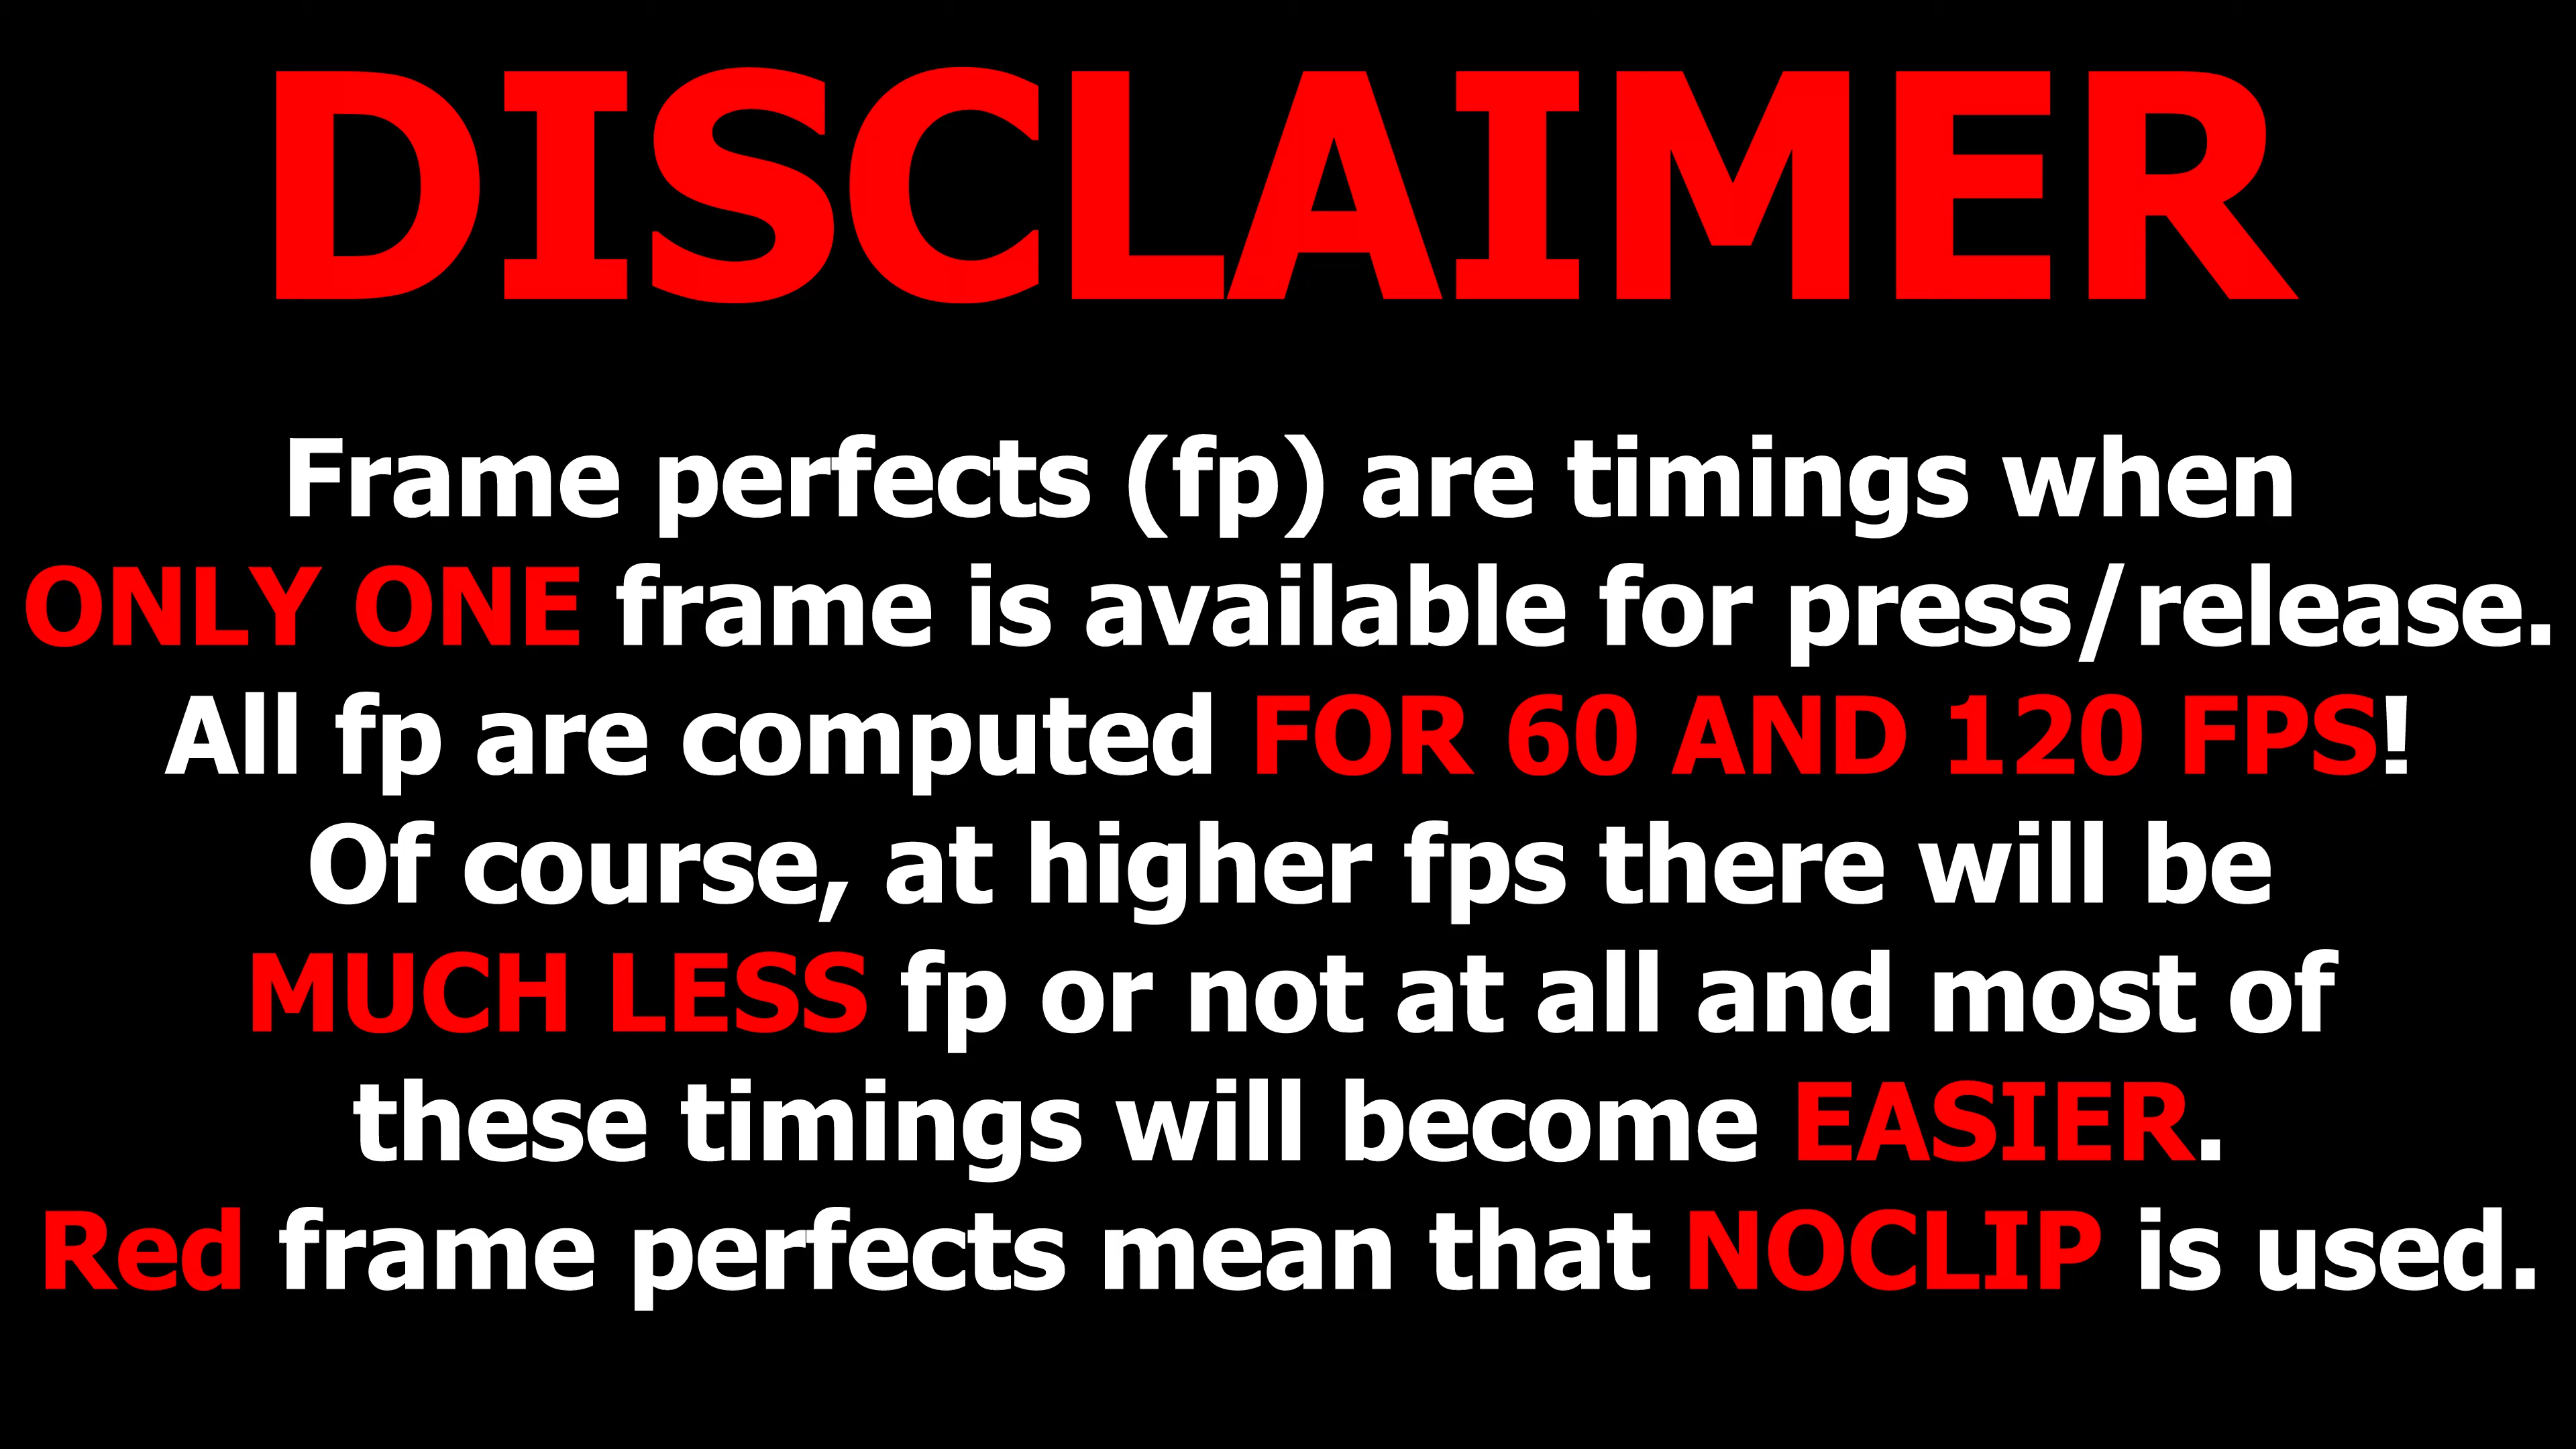 DISCLAIMER
Frame perfects (fp) are timings when
ONLY ONE frame is available for press/release.
All fp are computed FOR 60 AND 120 FPS!
Of course, at higher fps there will be
MUCH LESS fp or not at all and most of
these timings will become EASIER.
Red frame perfects mean that NOCLIP is used.